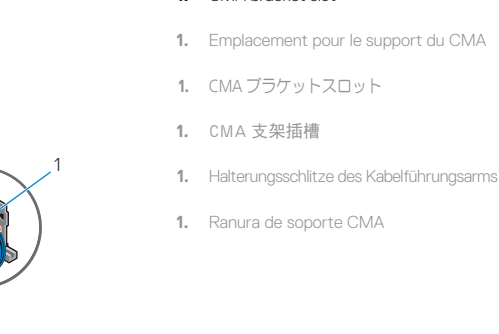 1. Emplacement pour le support du CMA
1. CMA ブラケットスロット
1. CMA 支架插槽
1
1. Halterungsschlitze des Kabelführungsarms
1. Ranura de soporte CMA